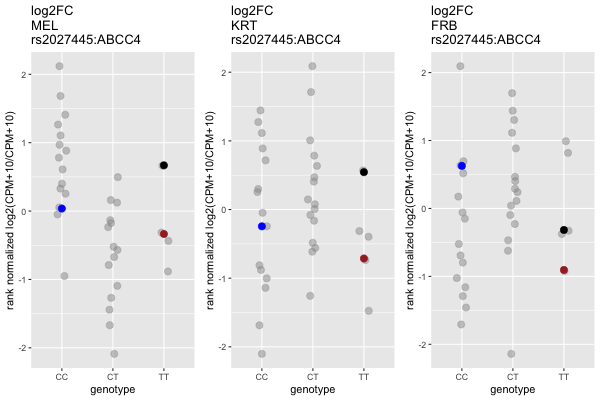 log2FC
MEL
rs2027445:ABCC4
rank normalized log2(CPM+10/CPM+10)
2
1
0
-1
-2
CC CT TT
genotype
log2FC
KRT
rs2027445:ABCC4
rank normalized log2(CPM+10/CPM+10)
2
1
0
-1
-2
CC CT TT
genotype
log2FC
FRB
rs2027445:ABCC4
rank normalized log2(CPM+10/CPM+10)
2
1
0
-1
-2
CC CT TT
genotype